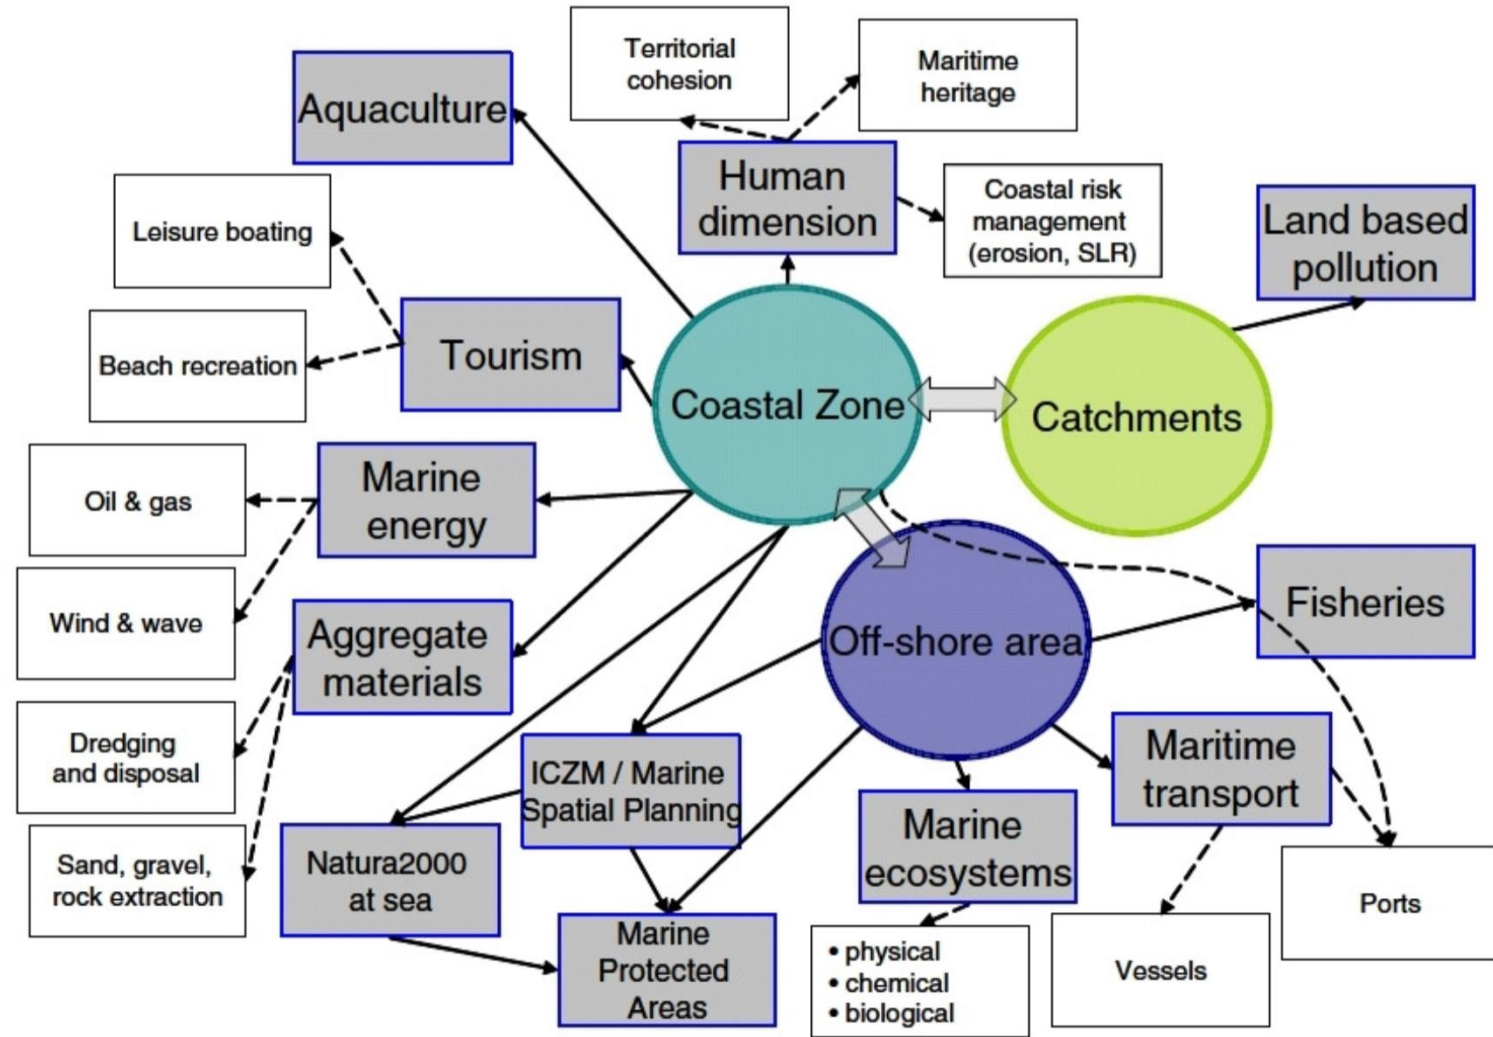 Territorial
cohesion
Maritime
heritage
Aquaculture
Human
dimension
Coastal risk
management
(erosion, SLR)
Land based
pollution
Leisure boating
Tourism
Beach recreation
Coastal Zone
Catchments
Marine
energy
Oil & gas
Wind & wave
Aggregate
materials
Off-shore area
Fisheries
Dredging
and disposal
ICZM / Marine
Spatial Planning
Maritime
transport
Marine
ecosystems
Sand, gravel,
rock extraction
Natura2000
at sea
Marine
Protected
Areas
• physical
• chemical
• biological
Vessels
Ports